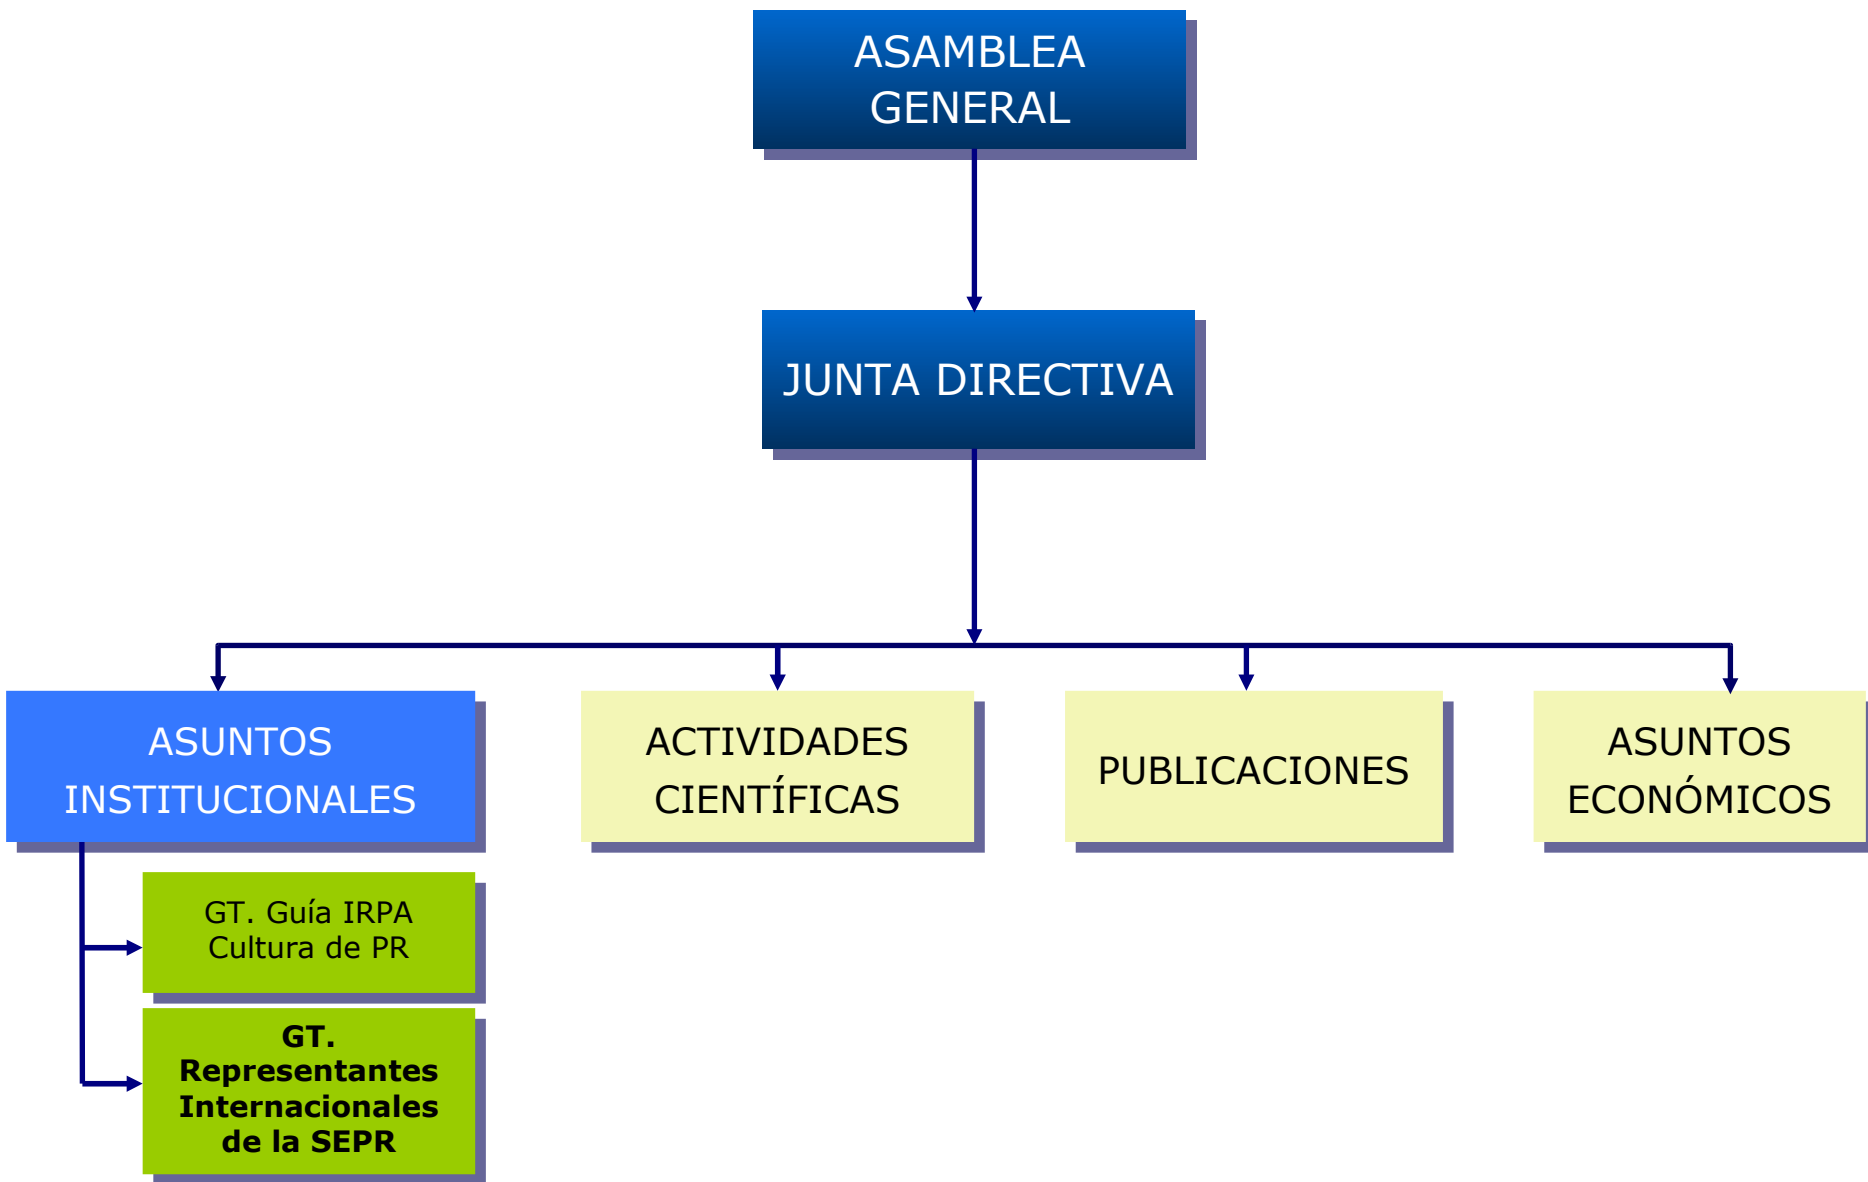 ASAMBLEA
GENERAL
JUNTA DIRECTIVA
ASUNTOS
INSTITUCIONALES
ACTIVIDADES
CIENTÍFICAS
PUBLICACIONES
ASUNTOS
ECONÓMICOS
GT. Guía IRPA
Cultura de PR
GT.
Representantes
Internacionales
de la SEPR